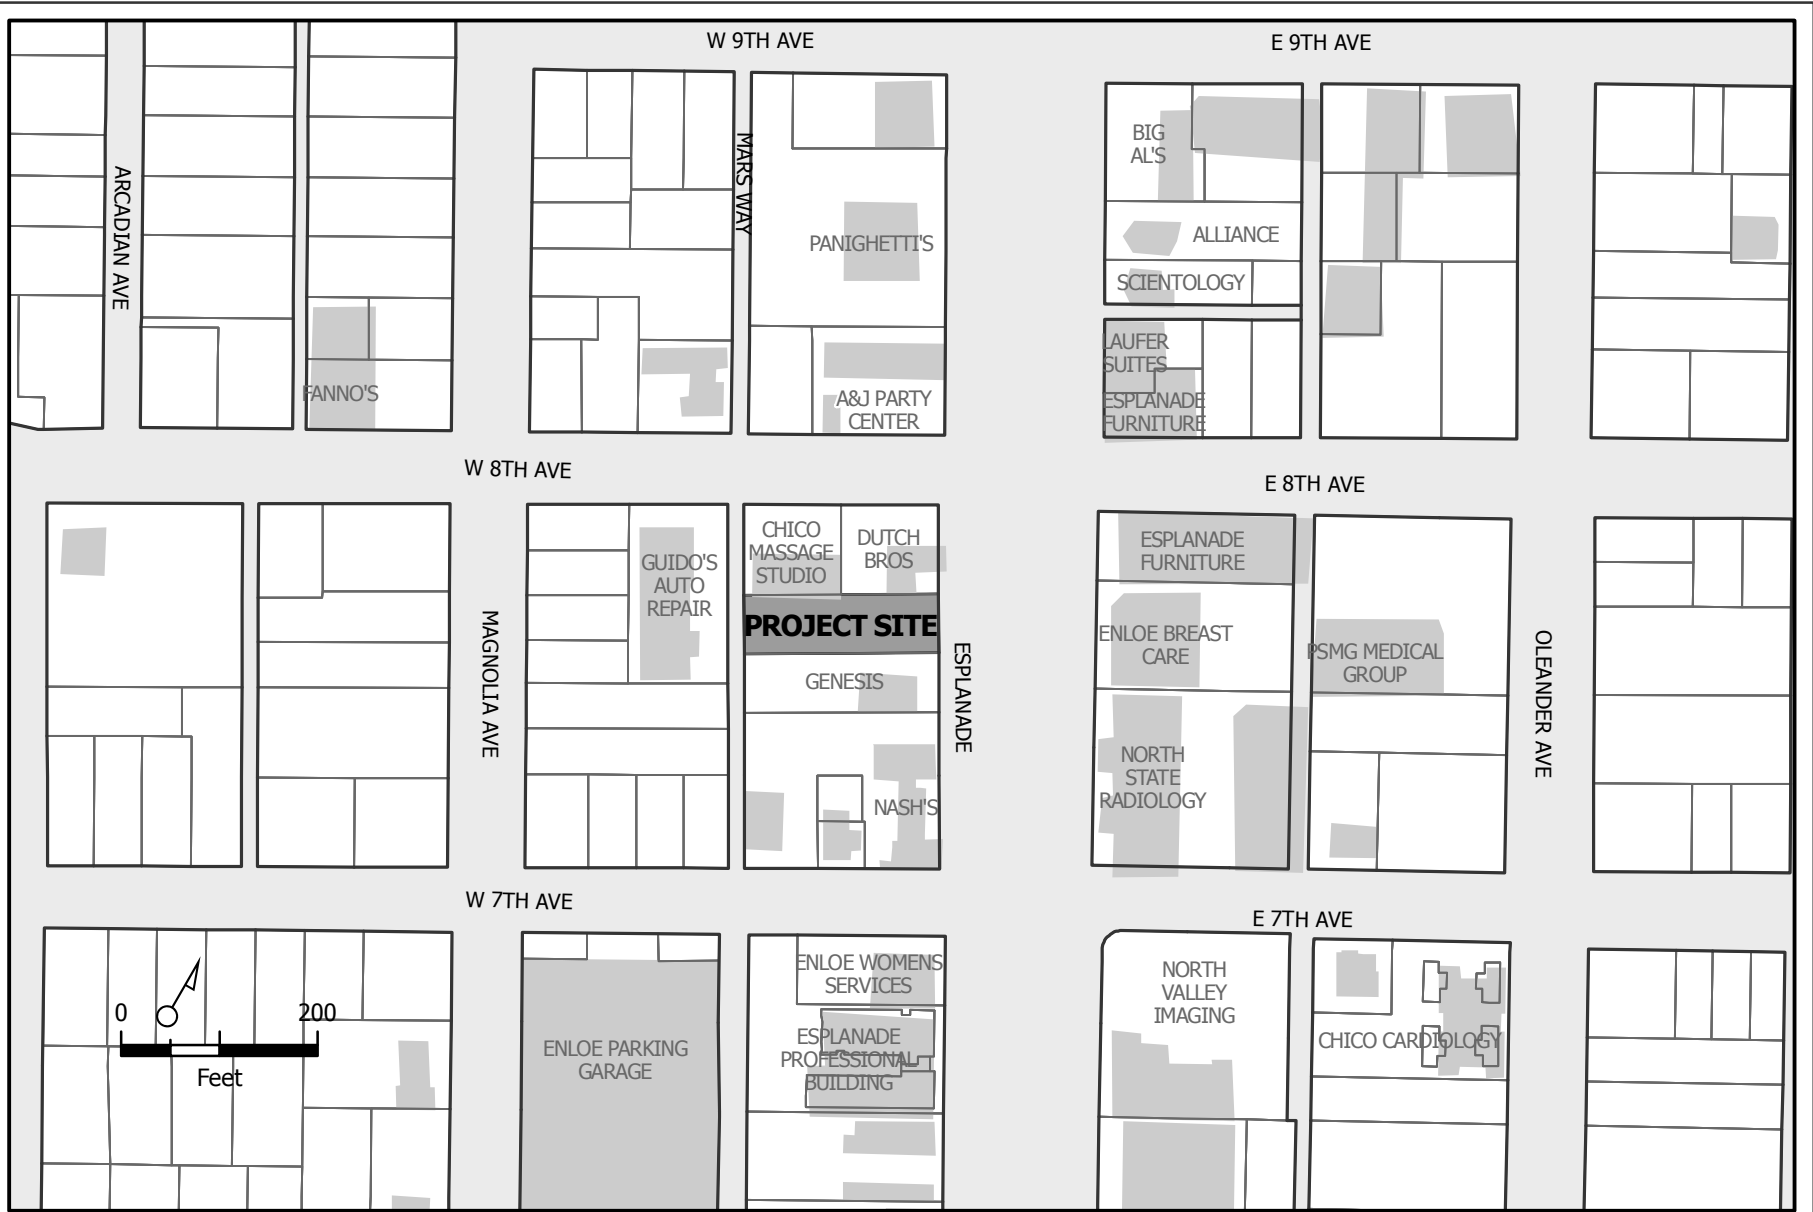 W 9TH AVE
E 9TH AVE
ARCADIAN AVE
MARS WAY
BIG
AL'S
PANIGHETTI'S
ALLIANCE
SCIENTOLOGY
LAUFER
SUITES
FANNO'S
A&J PARTY
CENTER
ESPLANADE
FURNITURE
W 8TH AVE
E 8TH AVE
CHICO
MASSAGE
STUDIO
DUTCH
BROS
ESPLANADE
FURNITURE
GUIDO'S
AUTO
REPAIR
PROJECT SITE
ENLOE BREAST
CARE
PSMG MEDICAL
GROUP
MAGNOLIA AVE
GENESIS
ESPLANADE
OLEANDER AVE
NASH'S
NORTH
STATE
RADIOLOGY
W 7TH AVE
E 7TH AVE
ENLOE WOMENS
SERVICES
NORTH
VALLEY
IMAGING
0 200
Feet
ENLOE PARKING
GARAGE
ESPLANADE
PROFESSIONAL
BUILDING
CHICO CARDIOLOGY